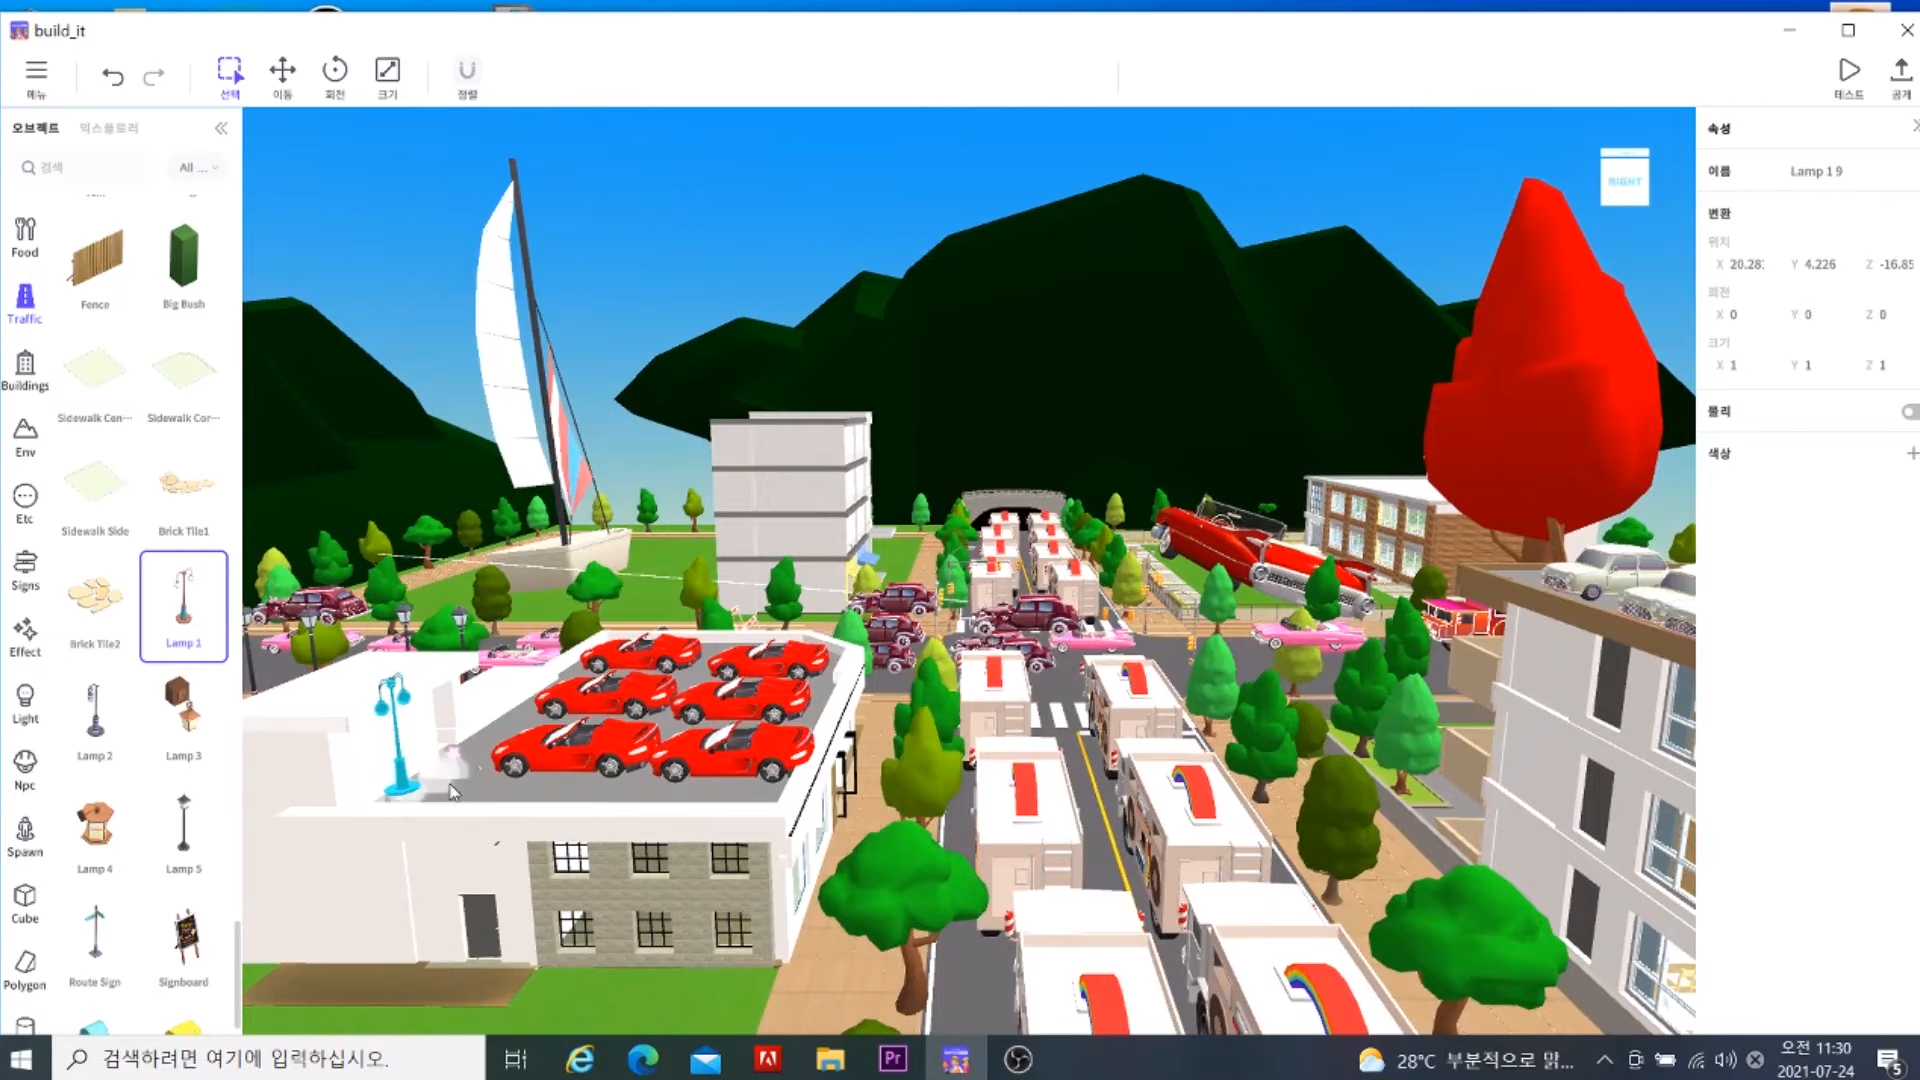 build_it
메뉴
선택
이동
회전
크기
정렬
테스트
공개
오브젝트
익스플로러
속성
검색
All ...
이름
Lamp 1 9
RIGHT
변환
위치
X 20.28
Y 4.226
Z -16.85
회전
X 0
Y 0
Z 0
크기
X 1
Y 1
Z 1
물리
색상
Food
Traffic
Buildings
Env
Etc
Signs
Effect
Light
Npc
Spawn
Cube
Polygon
Fence
Big Bush
Sidewalk Cen···
Sidewalk Cor···
Sidewalk Side
Brick Tile1
Brick Tile2
Lamp 1
Lamp 2
Lamp 3
Lamp 4
Lamp 5
Route Sign
Signboard
검색하려면 여기에 입력하십시오.
Pr
28°C 부분적으로 맑...
오전 11:30
2021-07-24
5